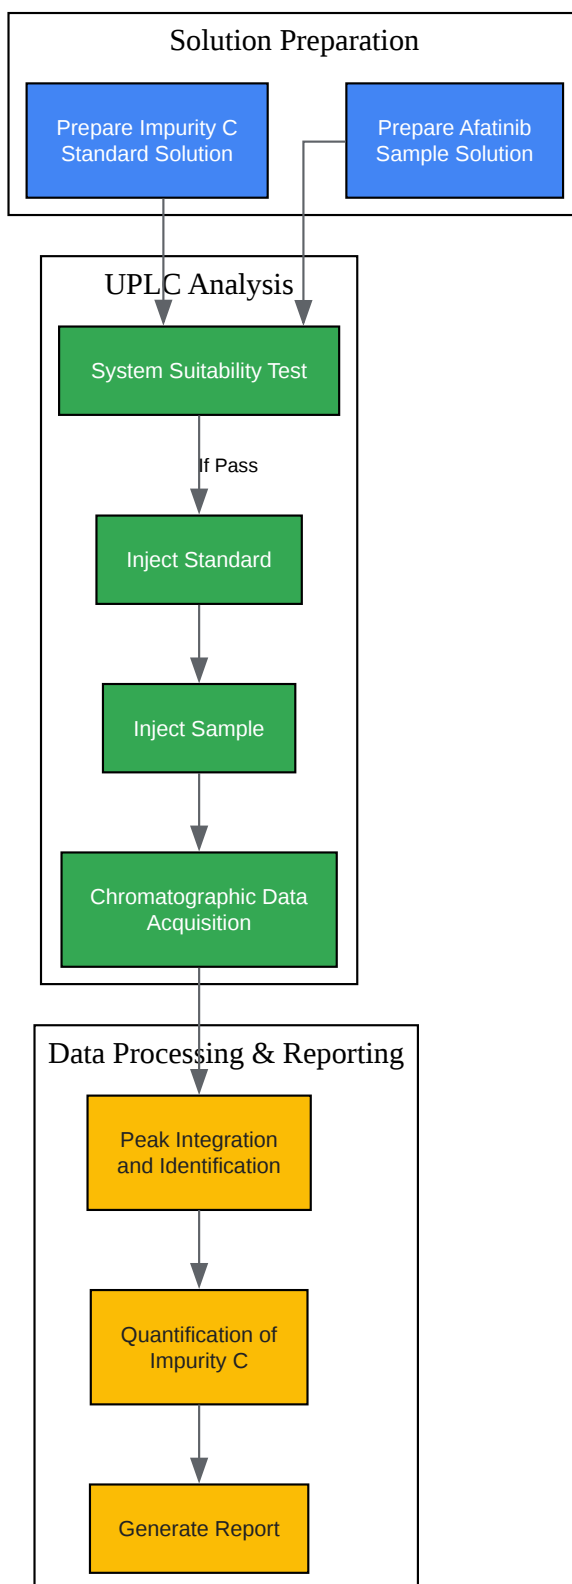 Solution Preparation
Prepare Impurity C
Standard Solution
Prepare Afatinib
Sample Solution
UPLC Analysis
System Suitability Test
If Pass
Inject Standard
Inject Sample
Chromatographic Data
Acquisition
Data Processing & Reporting
Peak Integration
and Identification
Quantification of
Impurity C
Generate Report